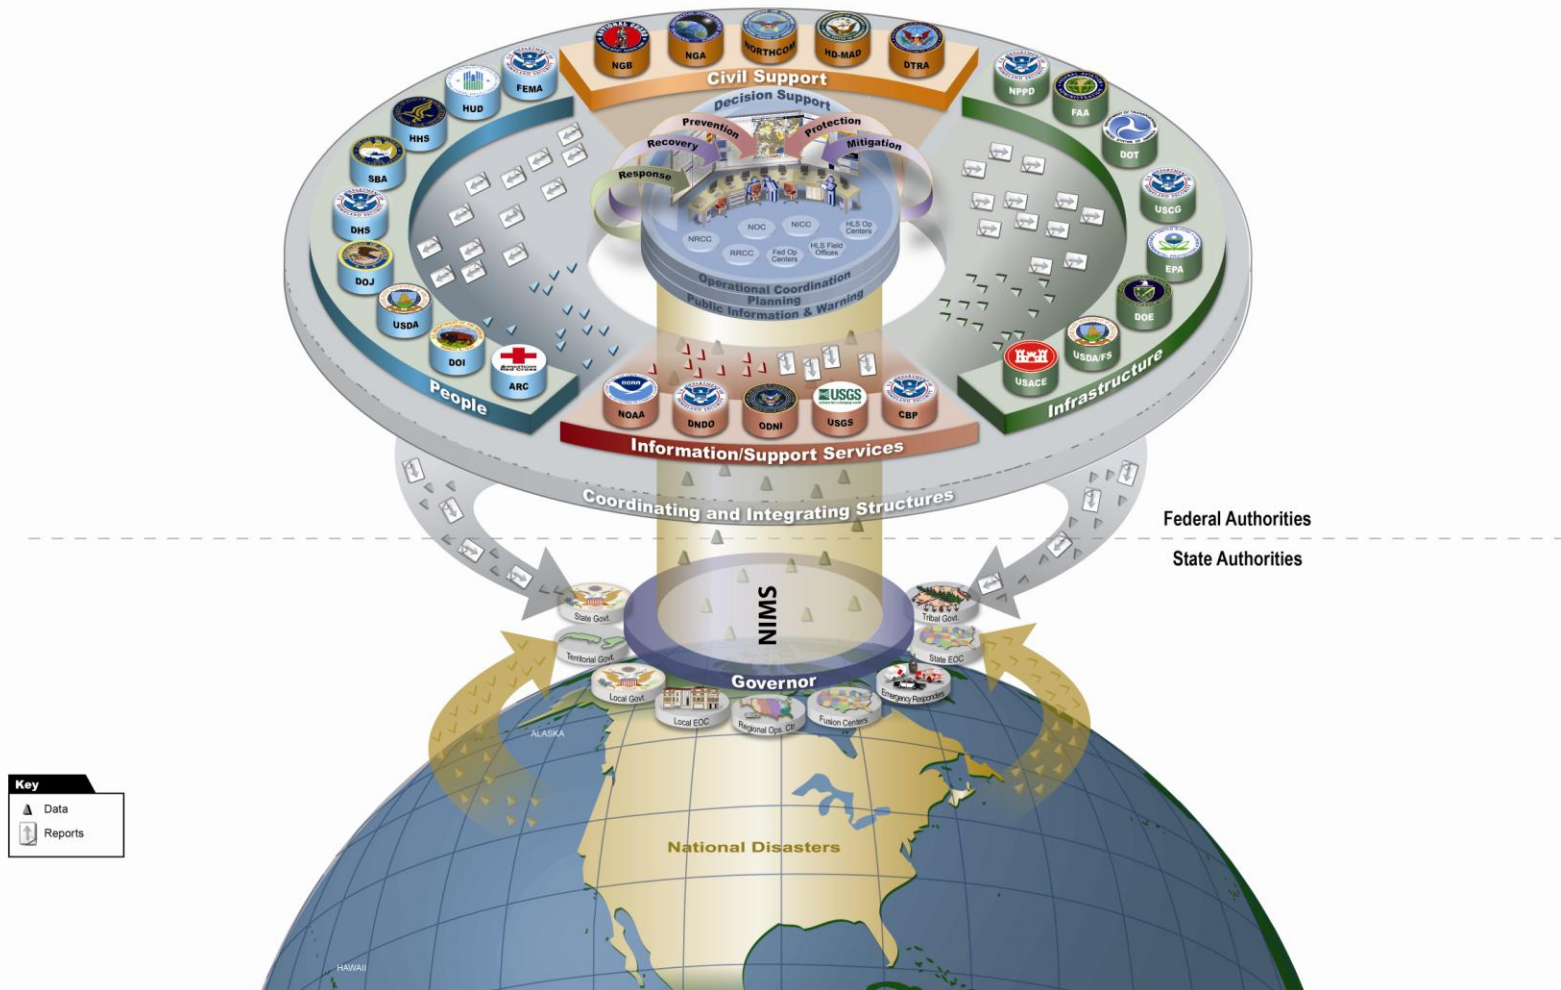 NGB
NGA
NORTHCOM
HD-MAD
DTRA
Civil Support
FEMA
HUD
HHS
SBA
DHS
DOJ
USDA
DOI
ARC
American
Red Cross
People
NPPD
FAA
DOT
USCG
EPA
DOE
USDA/FS
USACE
Infrastructure
Decision Support
Prevention
Protection
Recovery
Mitigation
Response
NRCC
NOC
NICC
HLS Op
Centers
RRCC
Fed Op
Centers
HLS Field
Offices
Operational Coordination
Planning
Public Information & Warning
NOAA
NOAA
DNDO
ODNI
USGS
USGS
CBP
Information/Support Services
Coordinating and Integrating Structures
Federal Authorities
State Authorities
NIMS
Governor
State Govt.
Territorial Govt.
Local Govt.
Local EOC
Regional Ops. Ctr.
Fusion Centers
Emergency Responders
State EOC
Tribal Govt.
ALASKA
HAWAII
National Disasters
Key
Data
Reports